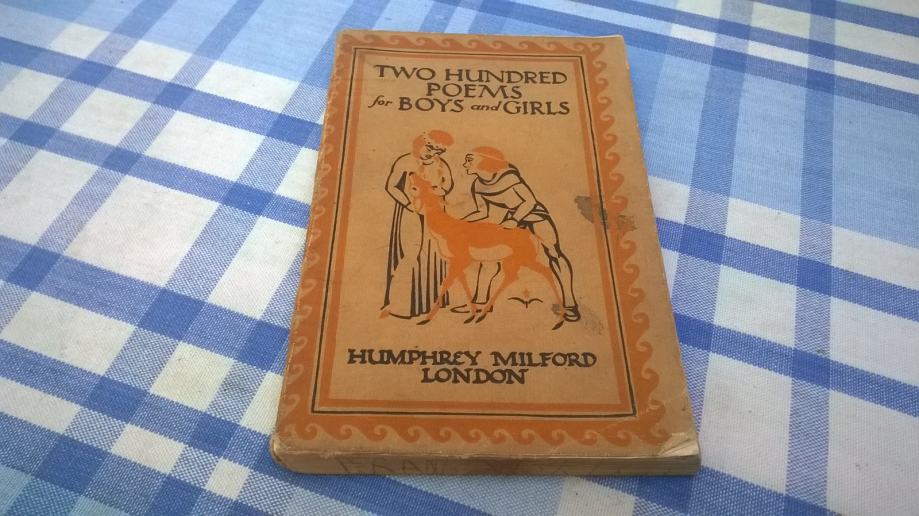 TWO HUNDRED
POEMS
for BOYS and GIRLS
HUMPHREY MILFORD
LONDON